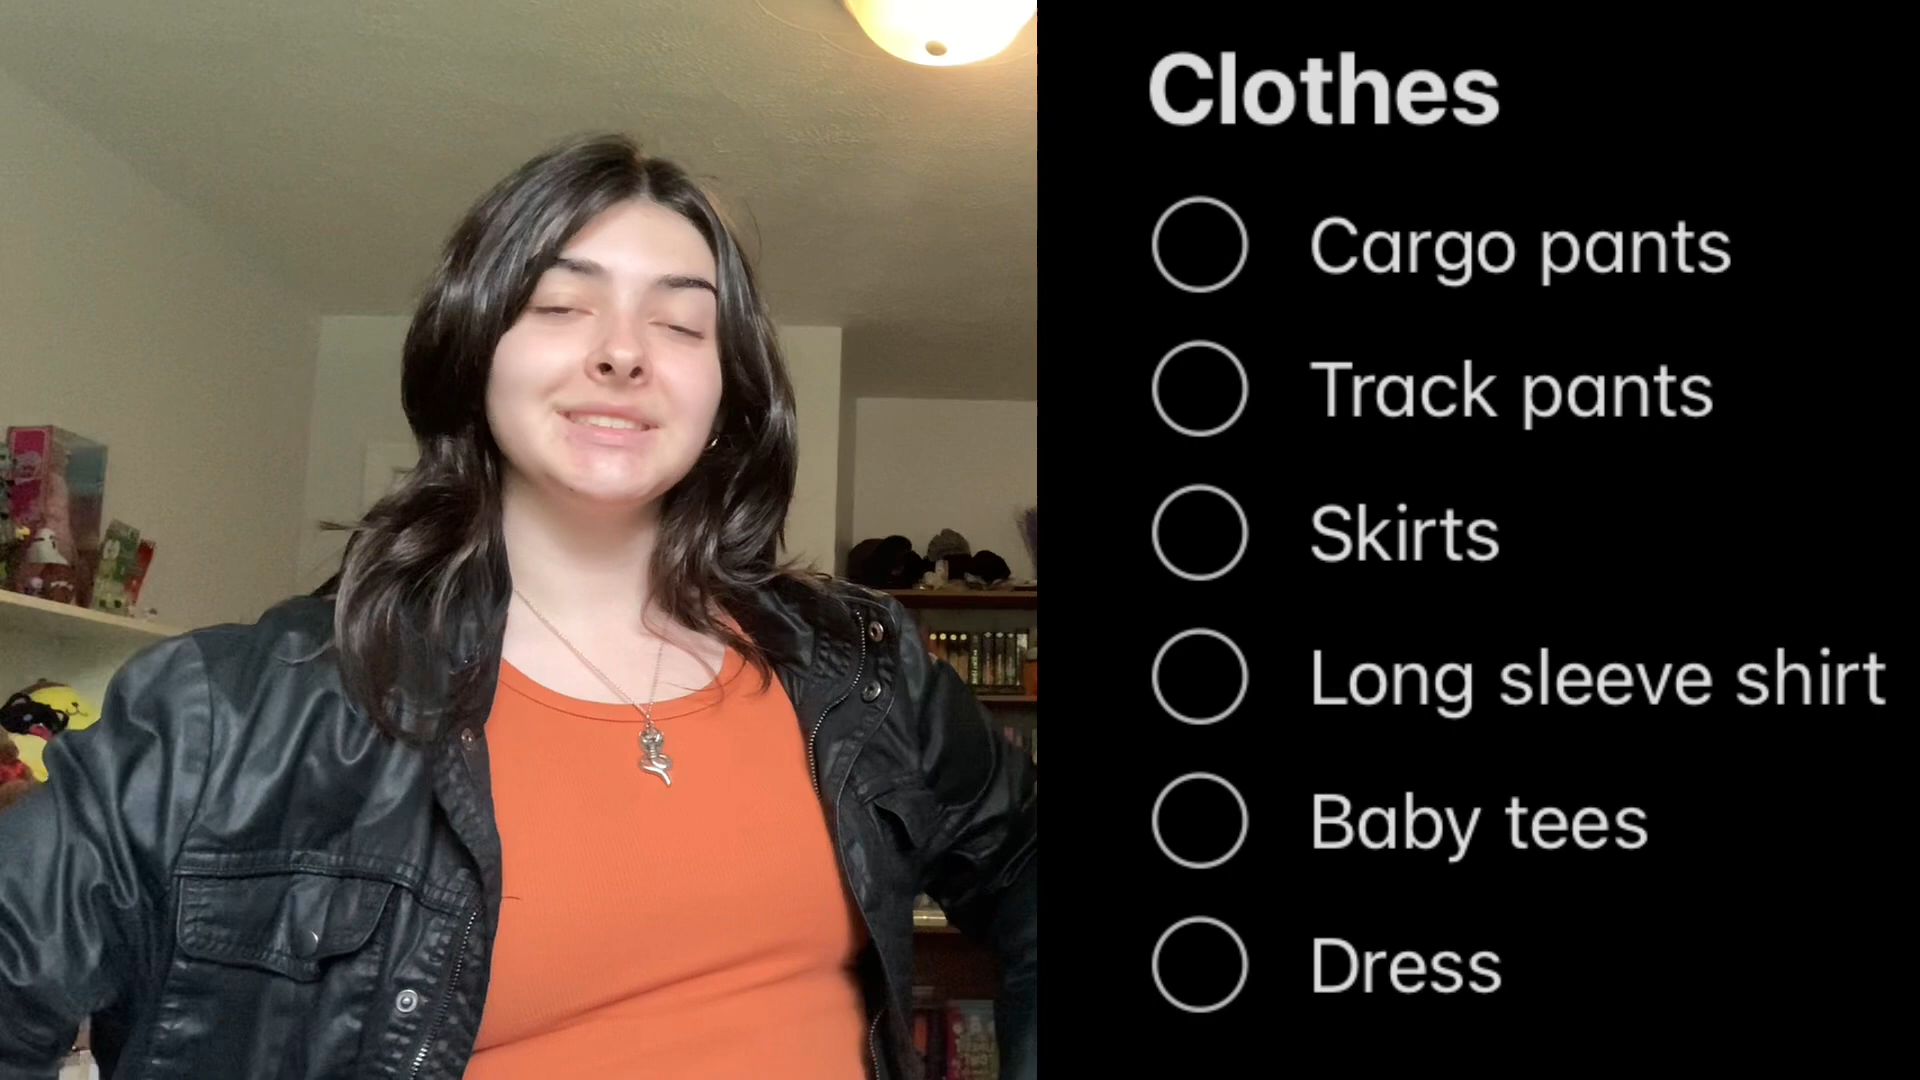 Clothes
Cargo pants
Track pants
Skirts
Long sleeve shirt
Baby tees
Dress